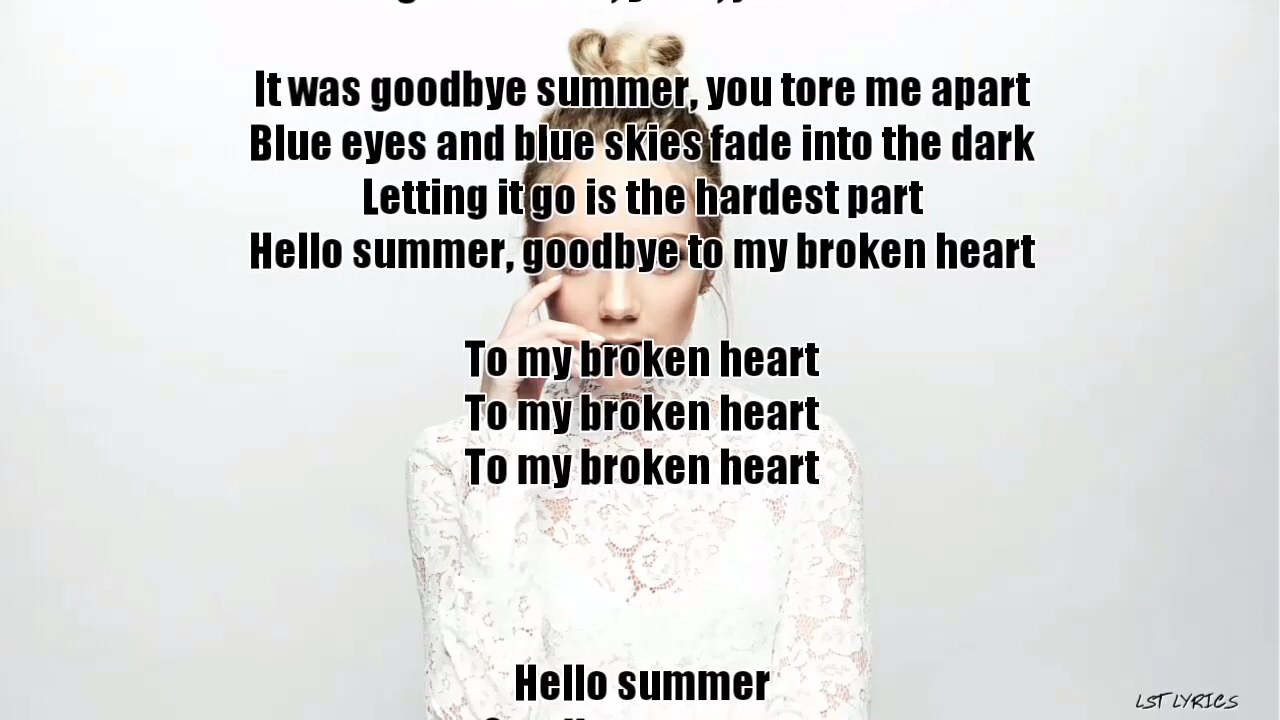 It was goodbye summer, you tore me apart
Blue eyes and blue skies fade into the dark
Letting it go is the hardest part
Hello summer, goodbye to my broken heart
To my broken heart
To my broken heart
To my broken heart
Hello summer
LST LYRICS